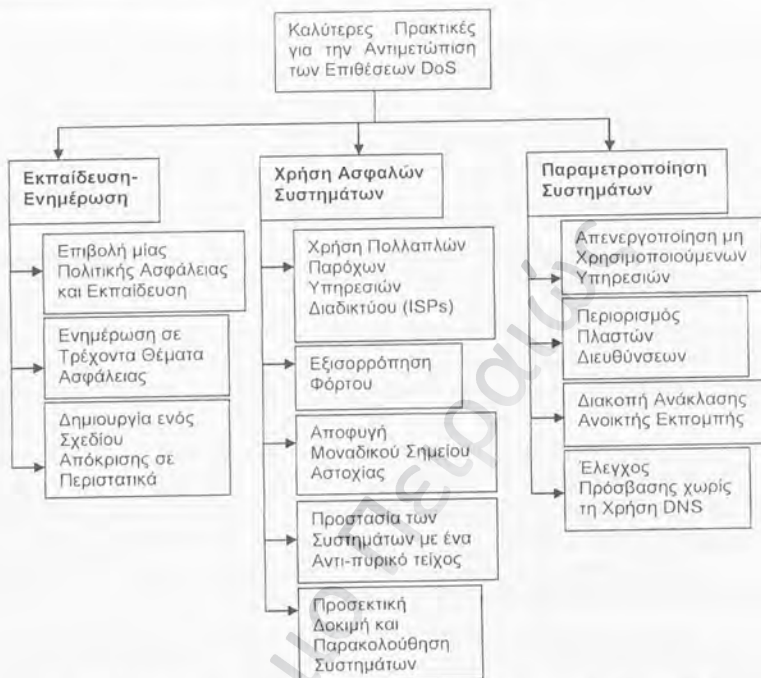 Καλύτερες Πρακτικές
για την Αντιμετώπιση
των Επιθέσεων DoS
Εκπαίδευση-
Ενημέρωση
Επιβολή μίας
Πολιτικής Ασφάλειας
και Εκπαίδευση
Ενημέρωση σε
Τρέχοντα Θέματα
Ασφάλειας
Δημιουργία ενός
Σχεδίου
Απόκρισης σε
Περιστατικά
Χρήση Ασφαλών
Συστημάτων
Χρήση Πολλαπλών
Παρόχων
Υπηρεσιών
Διαδικτύου (ISPs)
Εξισορρόπηση
Φόρτου
Αποφυγή
Μοναδικού Σημείου
Αστοχίας
Προστασία των
Συστημάτων με ένα
Αντι-πυρικό τείχος
Προσεκτική
Δοκιμή και
Παρακολούθηση
Συστημάτων
Παραμετροποίηση
Συστημάτων
Απενεργοποίηση μη
Χρησιμοποιούμενων
Υπηρεσιών
Περιορισμός
Πλαστών
Διευθύνσεων
Διακοπή Ανάκλασης
Ανοικτής Εκπομπής
Έλεγχος
Πρόσβασης χωρίς
τη Χρήση DNS
Πειραιώς